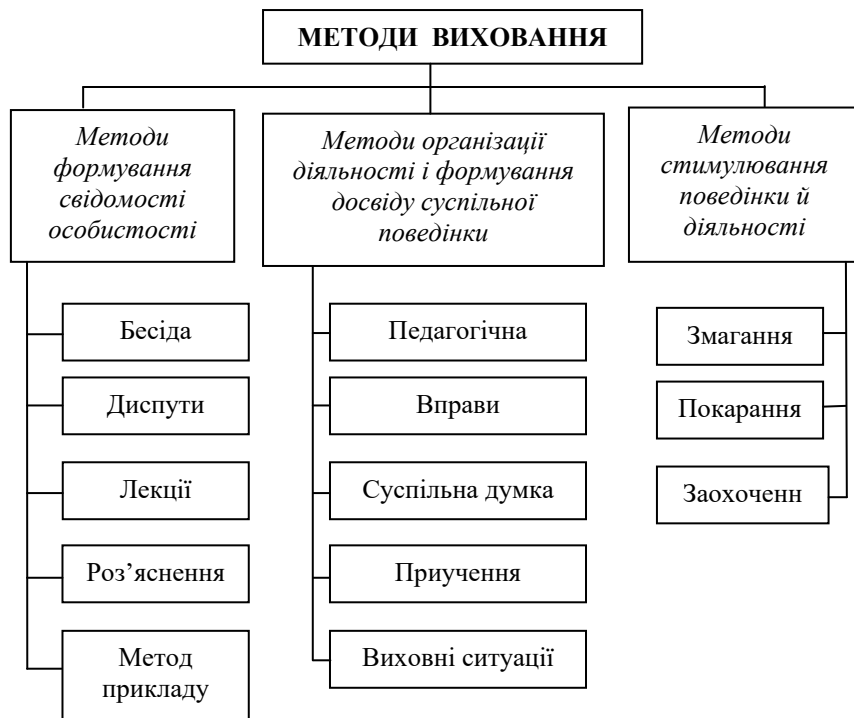 МЕТОДИ ВИХОВАННЯ
Методи
формування
свідомості
особистості
Методи організації
діяльності і формування
досвіду суспільної
поведінки
Методи
стимулювання
поведінки й
діяльності
Бесіда
Диспути
Лекції
Роз’яснення
Метод
прикладу
Педагогічна
Вправи
Суспільна думка
Приучення
Виховні ситуації
Змагання
Покарання
Заохоченн